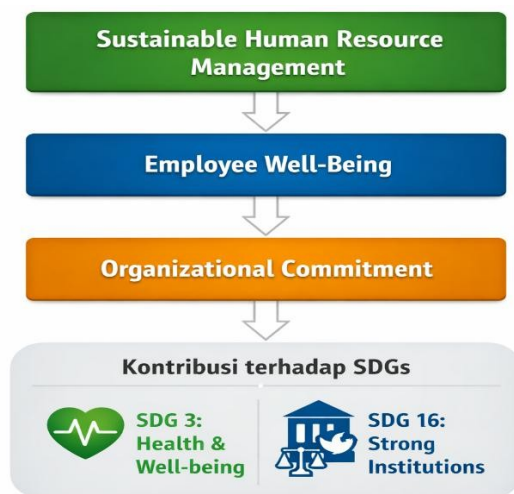 Sustainable Human Resource
Management
Employee Well-Being
Organizational Commitment
Kontribusi terhadap SDGs
SDG 3:
Health &
Well-being
SDG 16:
Strong
Institutions